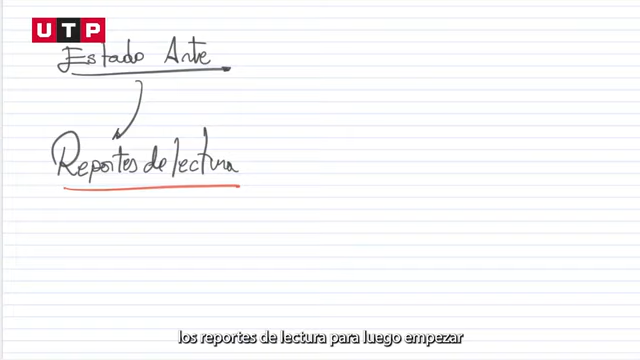 UTP
Estado Arte
Reportes de lectura
los reportes de lectura para luego empezar